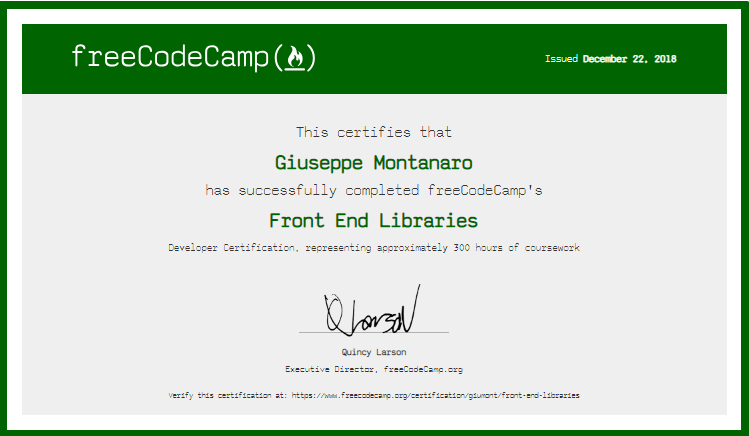 freeCodeCamp(🔥)
Issued December 22, 2018
This certifies that
Giuseppe Montanaro
has successfully completed freeCodeCamp's
Front End Libraries
Developer Certification, representing approximately 300 hours of coursework
Q Larson
Quincy Larson
Executive Director, freeCodeCamp.org
Verify this certification at: https://www.freecodecamp.org/certification/giumont/front-end-libraries